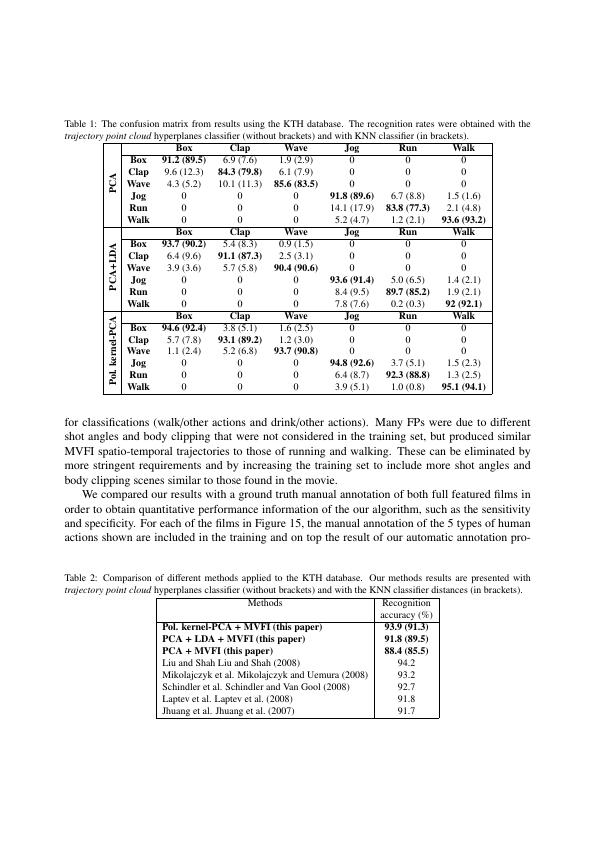 Table 1: The confusion matrix from results using the KTH database. The recognition rates were obtained with the
trajectory point cloud hyperplanes classifier (without brackets) and with KNN classifier (in brackets).
PCA
Box Clap Wave Jog Run Walk
Box 91.2 (89.5) 6.9 (7.6) 1.9 (2.9) 0 0 0
Clap 9.6 (12.3) 84.3 (79.8) 6.1 (7.9) 0 0 0
Wave 4.3 (5.2) 10.1 (11.3) 85.6 (83.5) 0 0 0
Jog 0 0 0 91.8 (89.6) 6.7 (8.8) 1.5 (1.6)
Run 0 0 0 14.1 (17.9) 83.8 (77.3) 2.1 (4.8)
Walk 0 0 0 5.2 (4.7) 1.2 (2.1) 93.6 (93.2)
PCA+LDA
Box Clap Wave Jog Run Walk
Box 93.7 (90.2) 5.4 (8.3) 0.9 (1.5) 0 0 0
Clap 6.4 (9.6) 91.1 (87.3) 2.5 (3.1) 0 0 0
Wave 3.9 (3.6) 5.7 (5.8) 90.4 (90.6) 0 0 0
Jog 0 0 0 93.6 (91.4) 5.0 (6.5) 1.4 (2.1)
Run 0 0 0 8.4 (9.5) 89.7 (85.2) 1.9 (2.1)
Walk 0 0 0 7.8 (7.6) 0.2 (0.3) 92 (92.1)
Pol. kernel-PCA
Box Clap Wave Jog Run Walk
Box 94.6 (92.4) 3.8 (5.1) 1.6 (2.5) 0 0 0
Clap 5.7 (7.8) 93.1 (89.2) 1.2 (3.0) 0 0 0
Wave 1.1 (2.4) 5.2 (6.8) 93.7 (90.8) 0 0 0
Jog 0 0 0 94.8 (92.6) 3.7 (5.1) 1.5 (2.3)
Run 0 0 0 6.4 (8.7) 92.3 (88.8) 1.3 (2.5)
Walk 0 0 0 3.9 (5.1) 1.0 (0.8) 95.1 (94.1)
for classifications (walk/other actions and drink/other actions). Many FPs were due to different
shot angles and body clipping that were not considered in the training set, but produced similar
MVFI spatio-temporal trajectories to those of running and walking. These can be eliminated by
more stringent requirements and by increasing the training set to include more shot angles and
body clipping scenes similar to those found in the movie.
We compared our results with a ground truth manual annotation of both full featured films in
order to obtain quantitative performance information of the our algorithm, such as the sensitivity
and specificity. For each of the films in Figure 15, the manual annotation of the 5 types of human
actions shown are included in the training and on top the result of our automatic annotation pro-
Table 2: Comparison of different methods applied to the KTH database. Our methods results are presented with
trajectory point cloud hyperplanes classifier (without brackets) and with the KNN classifier distances (in brackets).
Methods Recognition
accuracy (%)
Pol. kernel-PCA + MVFI (this paper) 93.9 (91.3)
PCA + LDA + MVFI (this paper) 91.8 (89.5)
PCA + MVFI (this paper) 88.4 (85.5)
Liu and Shah Liu and Shah (2008) 94.2
Mikolajczyk et al. Mikolajczyk and Uemura (2008) 93.2
Schindler et al. Schindler and Van Gool (2008) 92.7
Laptev et al. Laptev et al. (2008) 91.8
Jhuang et al. Jhuang et al. (2007) 91.7